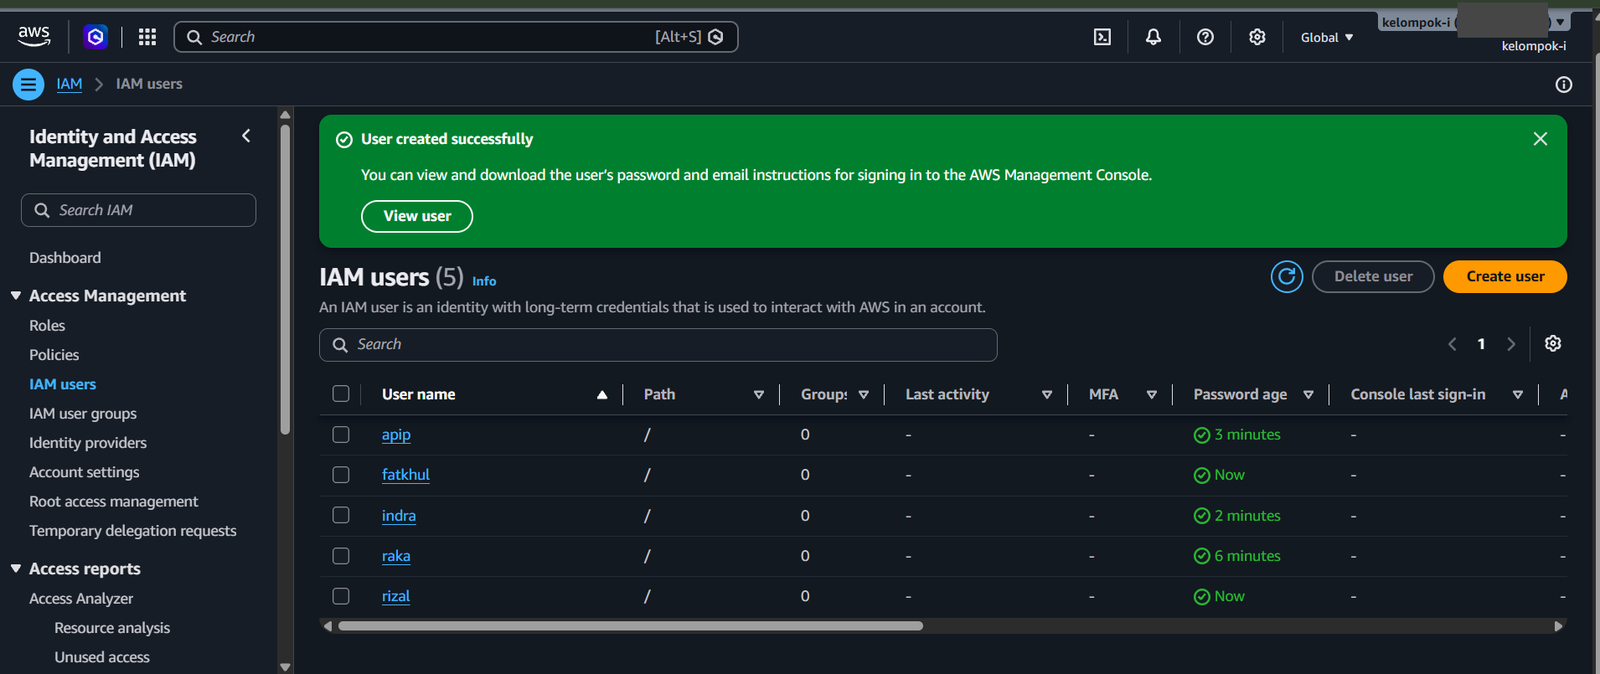 aws
Search
[Alt+S]
Global
kelompok-i (
)
kelompok-i
IAM
IAM users
Identity and Access
Management (IAM)
Search IAM
Dashboard
Access Management
Roles
Policies
IAM users
IAM user groups
Identity providers
Account settings
Root access management
Temporary delegation requests
Access reports
Access Analyzer
Resource analysis
Unused access
User created successfully
You can view and download the user's password and email instructions for signing in to the AWS Management Console.
View user
IAM users (5) Info
Delete user
Create user
An IAM user is an identity with long-term credentials that is used to interact with AWS in an account.
Search
1
User name Path Groups Last activity MFA Password age Console last sign-in A
apip / 0 - - 3 minutes - -
fatkhul / 0 - - Now - -
indra / 0 - - 2 minutes - -
raka / 0 - - 6 minutes - -
rizal / 0 - - Now - -